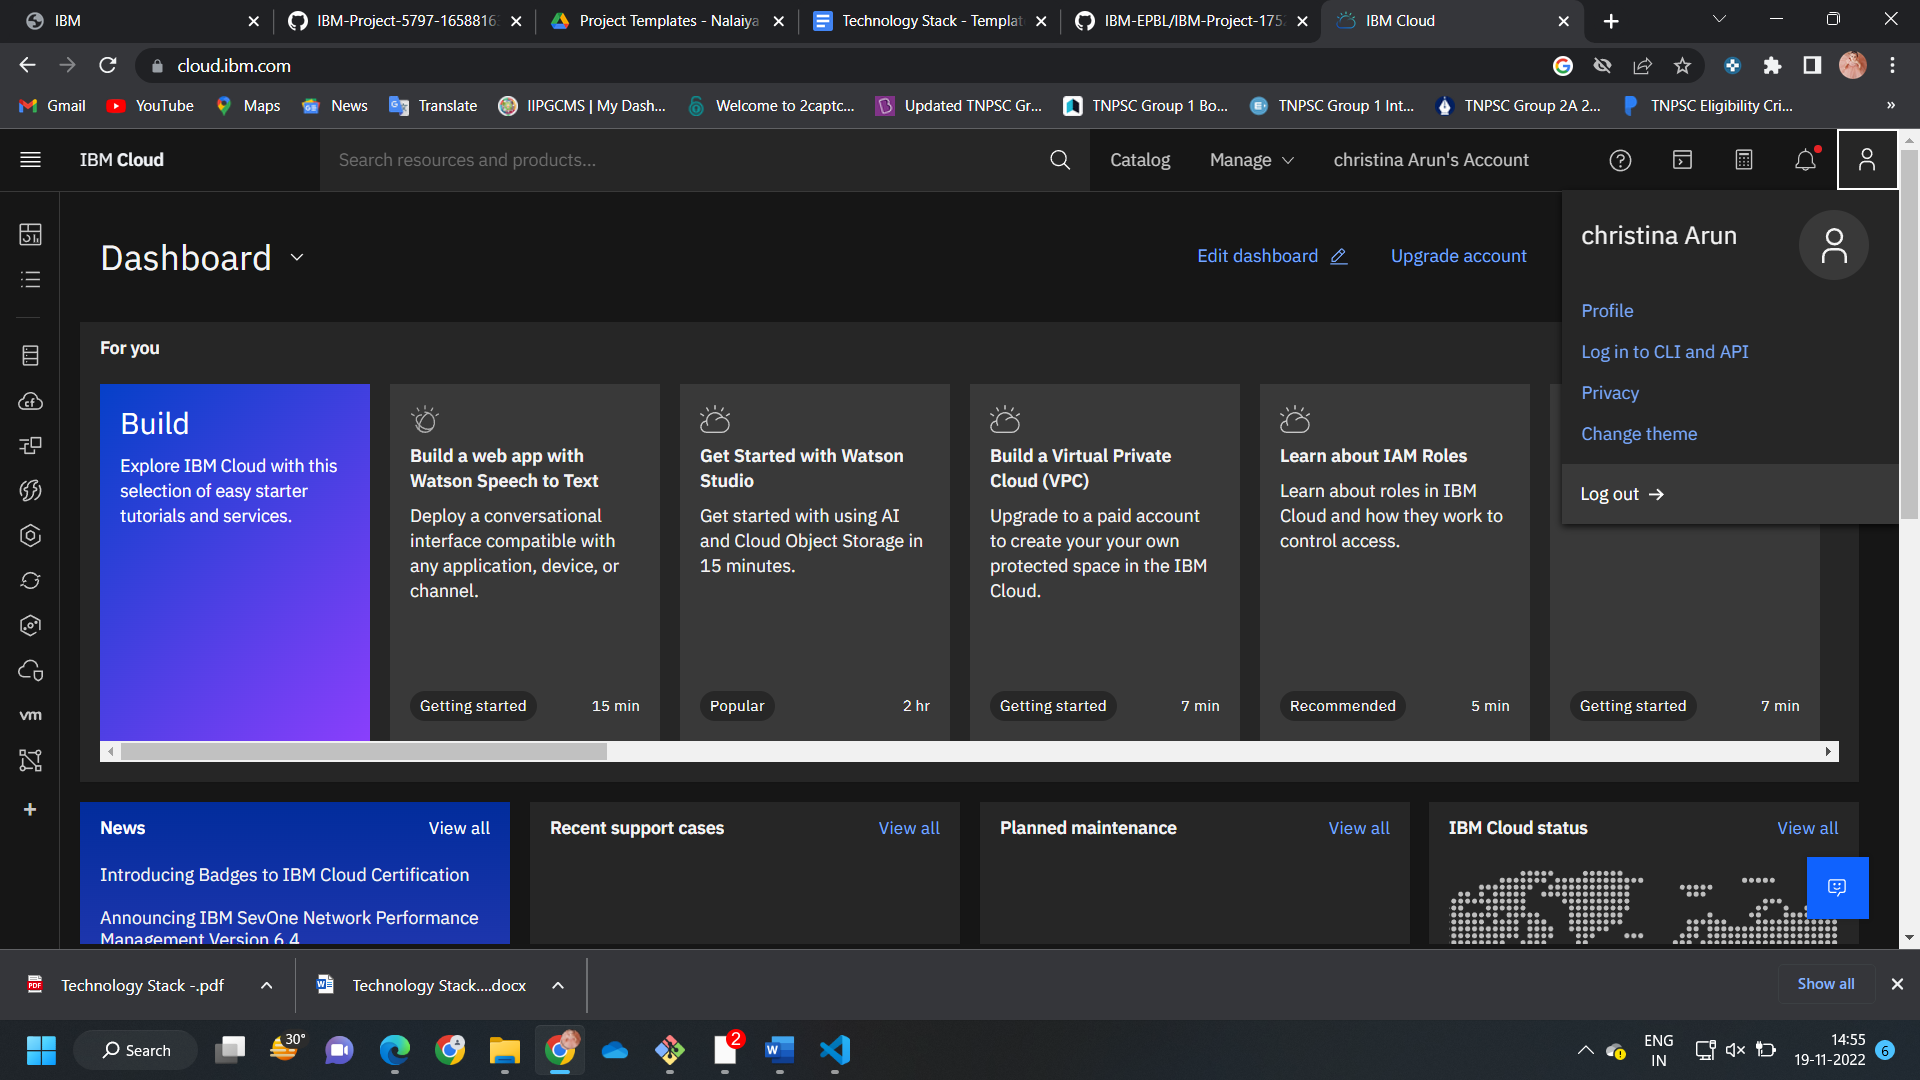 IBM
IBM-Project-5797-1658816
Project Templates - Nalaiya
Technology Stack - Templat
IBM-EPBL/IBM-Project-175
IBM Cloud
cloud.ibm.com
Gmail
YouTube
Maps
News
Translate
IIPGCMS | My Dash...
Welcome to 2captc...
Updated TNPSC Gr...
TNPSC Group 1 Bo...
TNPSC Group 1 Int...
TNPSC Group 2A 2...
TNPSC Eligibility Cri...
»
IBM Cloud
Search resources and products...
Catalog
Manage
christina Arun's Account
christina Arun
Profile
Log in to CLI and API
Privacy
Change theme
Log out →
Dashboard
Edit dashboard
Upgrade account
For you
Build
Explore IBM Cloud with this
selection of easy starter
tutorials and services.
Build a web app with
Watson Speech to Text
Deploy a conversational
interface compatible with
any application, device, or
channel.
Getting started
15 min
Get Started with Watson
Studio
Get started with using AI
and Cloud Object Storage in
15 minutes.
Popular
2 hr
Build a Virtual Private
Cloud (VPC)
Upgrade to a paid account
to create your your own
protected space in the IBM
Cloud.
Getting started
7 min
Learn about IAM Roles
Learn about roles in IBM
Cloud and how they work to
control access.
Recommended
5 min
Getting started
7 min
cf
vm
News
View all
Introducing Badges to IBM Cloud Certification
Announcing IBM SevOne Network Performance
Management Version 6.4
Recent support cases
View all
Planned maintenance
View all
IBM Cloud status
View all
PDF
Technology Stack -.pdf
Technology Stack....docx
Show all
Search
30°
2
ENG
IN
14:55
19-11-2022
6